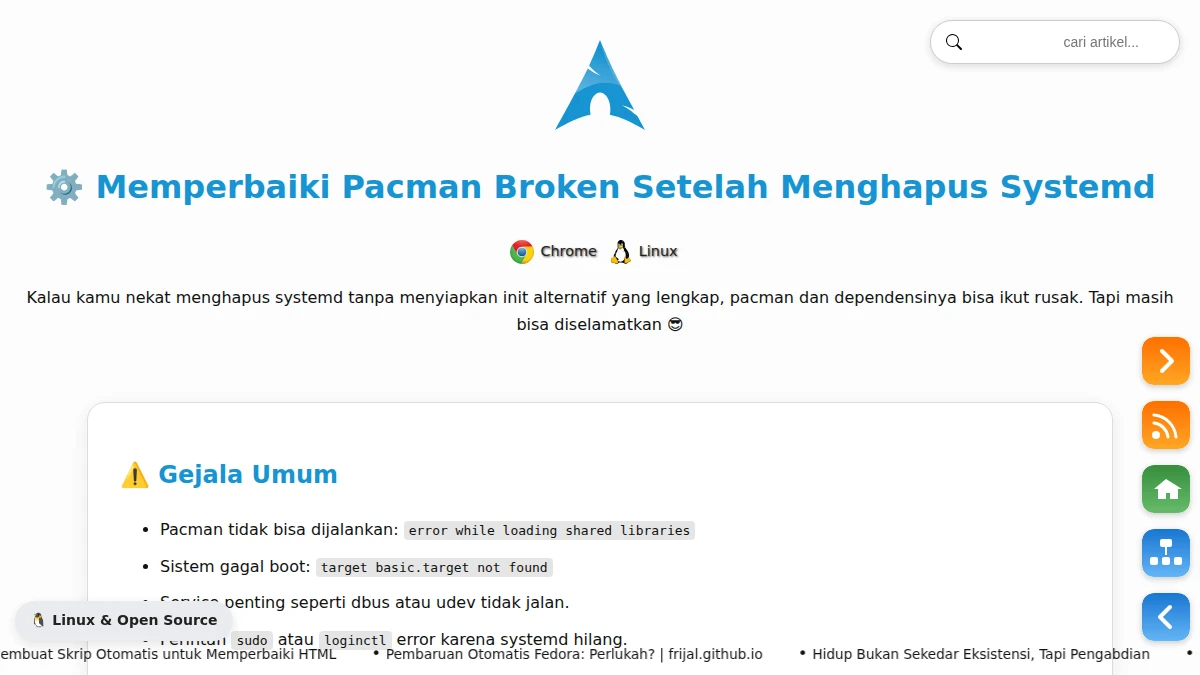 cari artikel...
Memperbaiki Pacman Broken Setelah Menghapus Systemd
Chrome Linux
Kalau kamu nekat menghapus systemd tanpa menyiapkan init alternatif yang lengkap, pacman dan dependensinya bisa ikut rusak. Tapi masih
bisa diselamatkan 😎
Gejala Umum
• Pacman tidak bisa dijalankan: error while loading shared libraries
• Sistem gagal boot: target basic.target not found
• Service penting seperti dbus atau udev tidak jalan.
Linux & Open Source
• Perintah sudo atau loginctl error karena systemd hilang.
embuat Skrip Otomatis untuk Memperbaiki HTML • Pembaruan Otomatis Fedora: Perlukah? | frijal.github.io • Hidup Bukan Sekedar Eksistensi, Tapi Pengabdian •